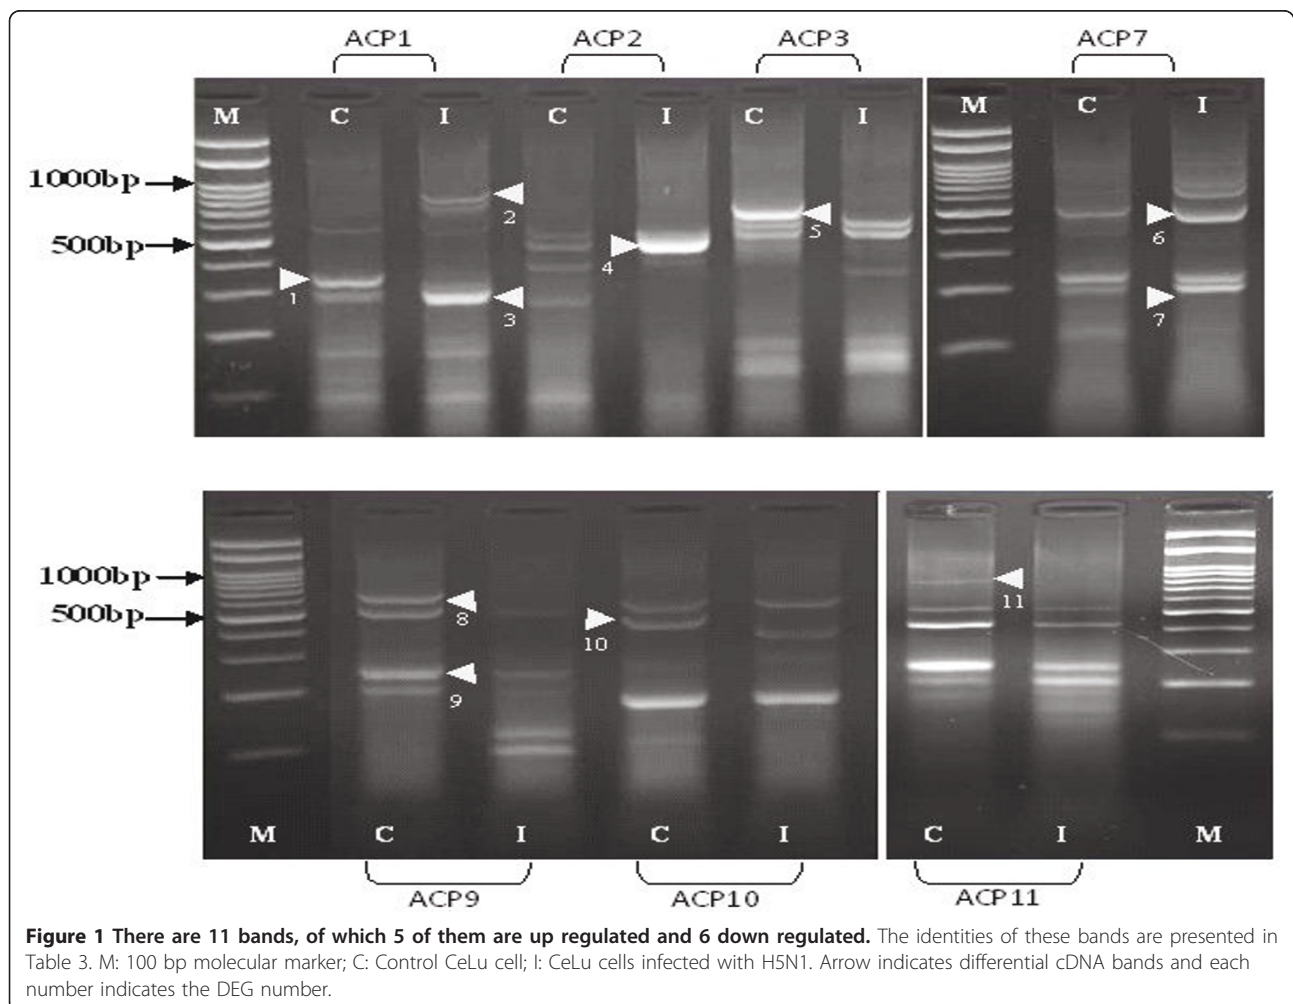 ACP1 ACP2 ACP3 ACP7
M C I C I C I M C I
1000bp
500bp
1 2 3 4 5 6 7
1000bp
500bp
8 9 10 11
M C I C I C I M
ACP9 ACP10 ACP11
Figure 1 There are 11 bands, of which 5 of them are up regulated and 6 down regulated. The identities of these bands are presented in
Table 3. M: 100 bp molecular marker; C: Control CeLu cell; I: CeLu cells infected with H5N1. Arrow indicates differential cDNA bands and each
number indicates the DEG number.